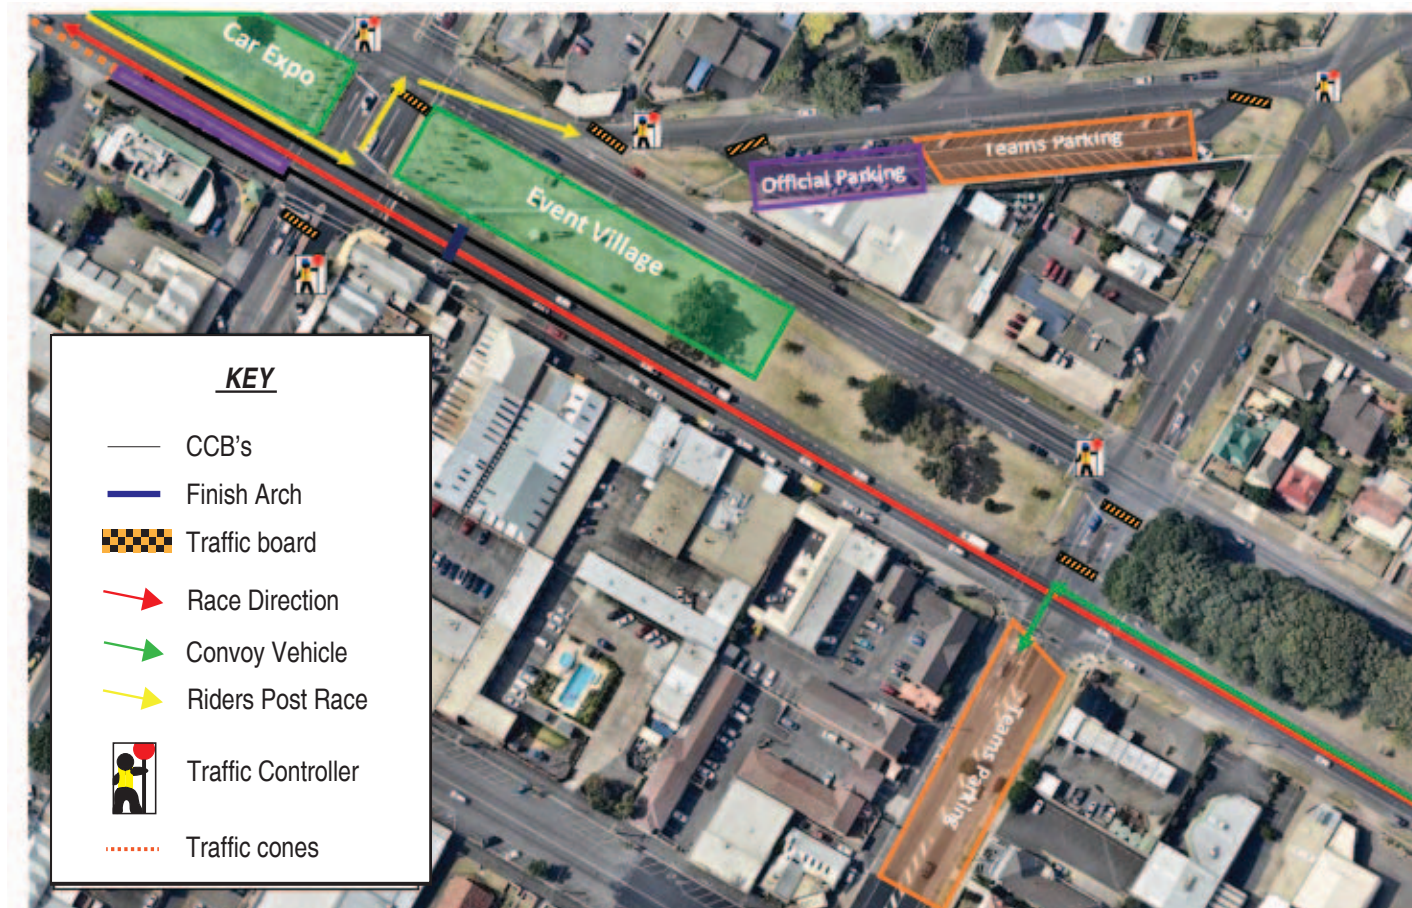 Car Expo
Teams Parking
Official Parking
Event Village
KEY
CCB's
Finish Arch
Traffic board
Race Direction
Convoy Vehicle
Riders Post Race
Traffic Controller
Traffic cones
Teams Parking